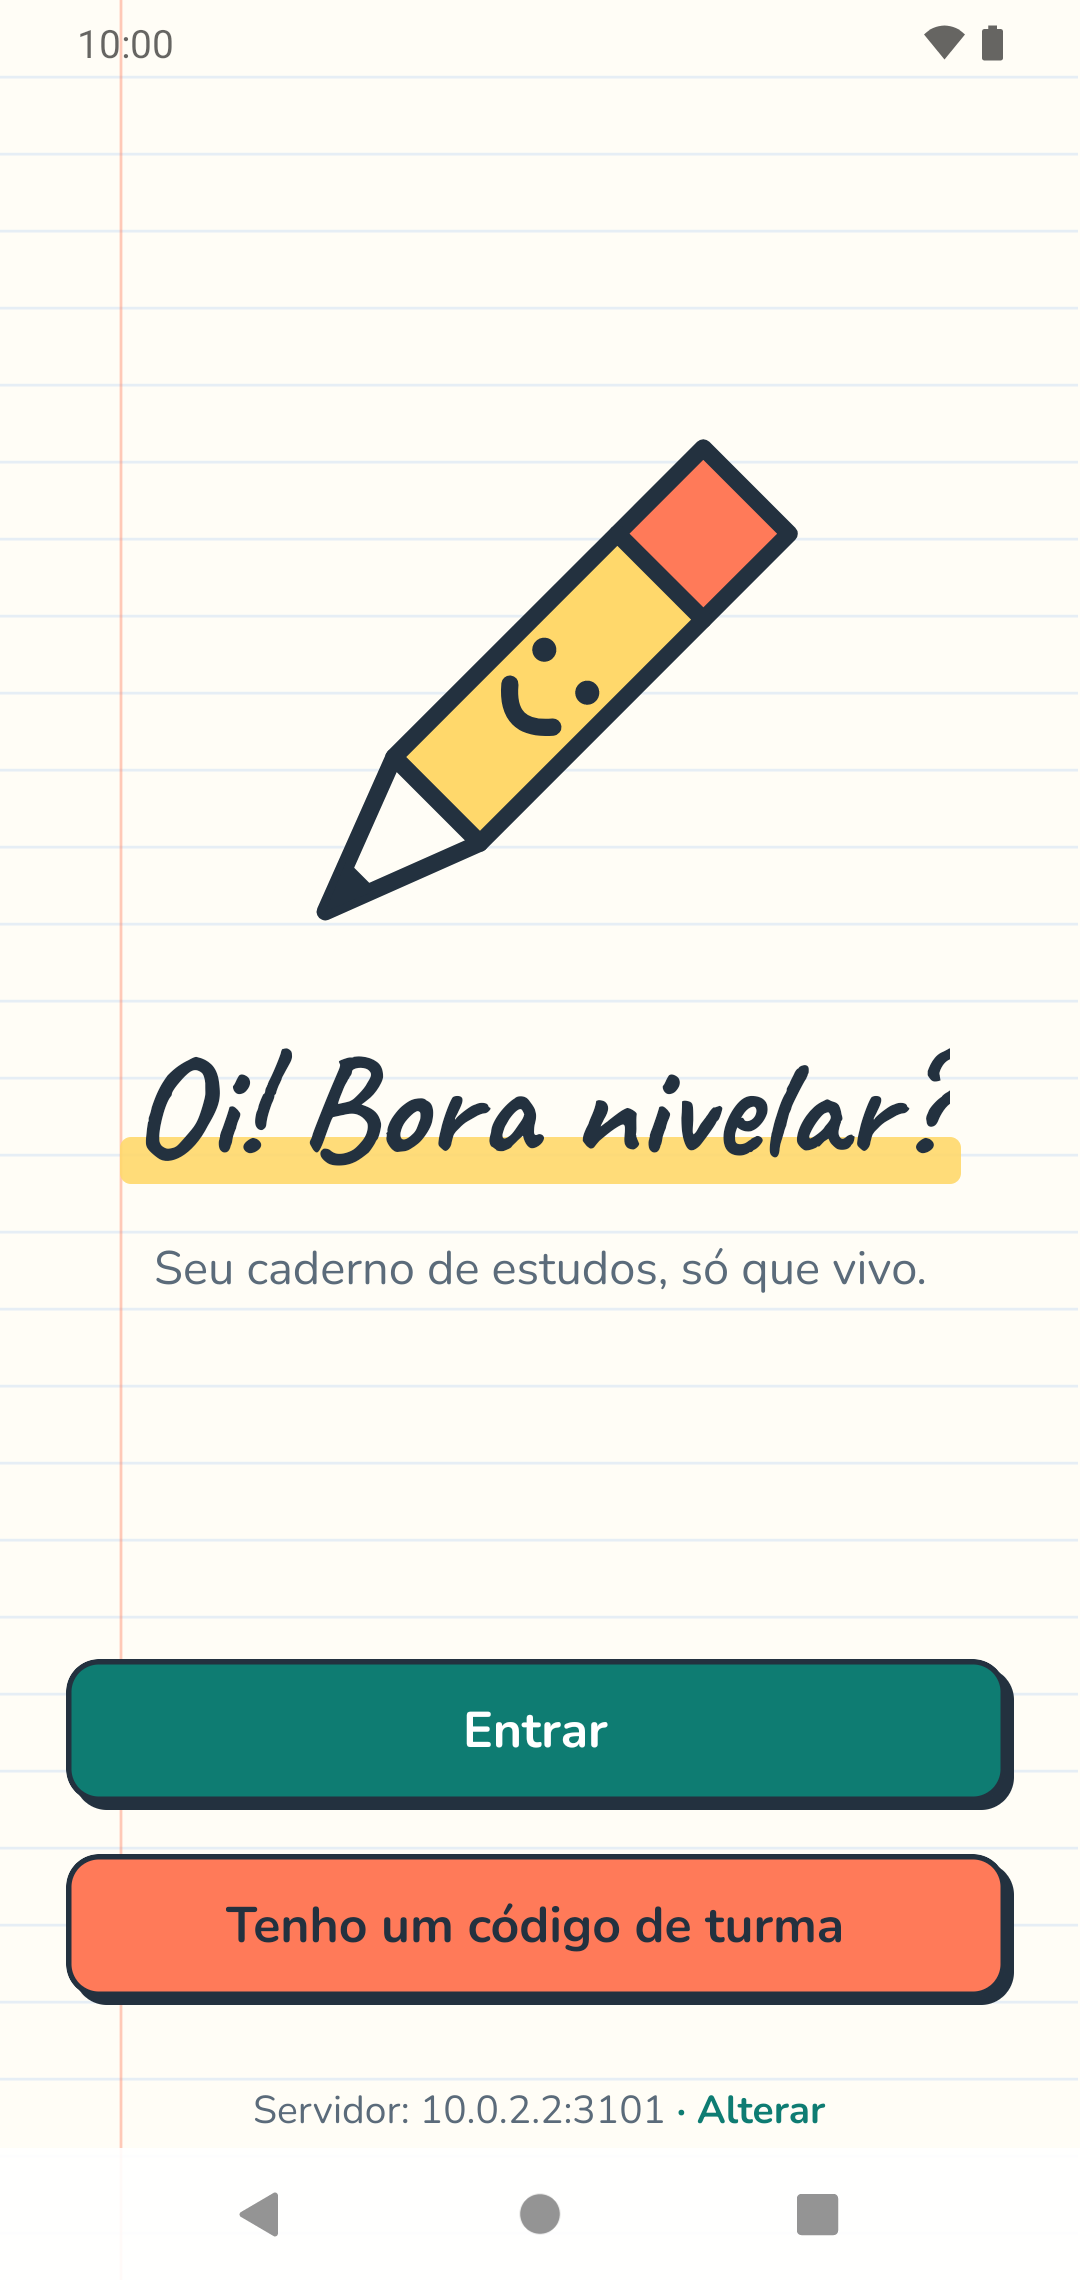 10:00
Oi! Bora nivelar?
Seu caderno de estudos, só que vivo.
Entrar
Tenho um código de turma
Servidor: 10.0.2.2:3101 · Alterar